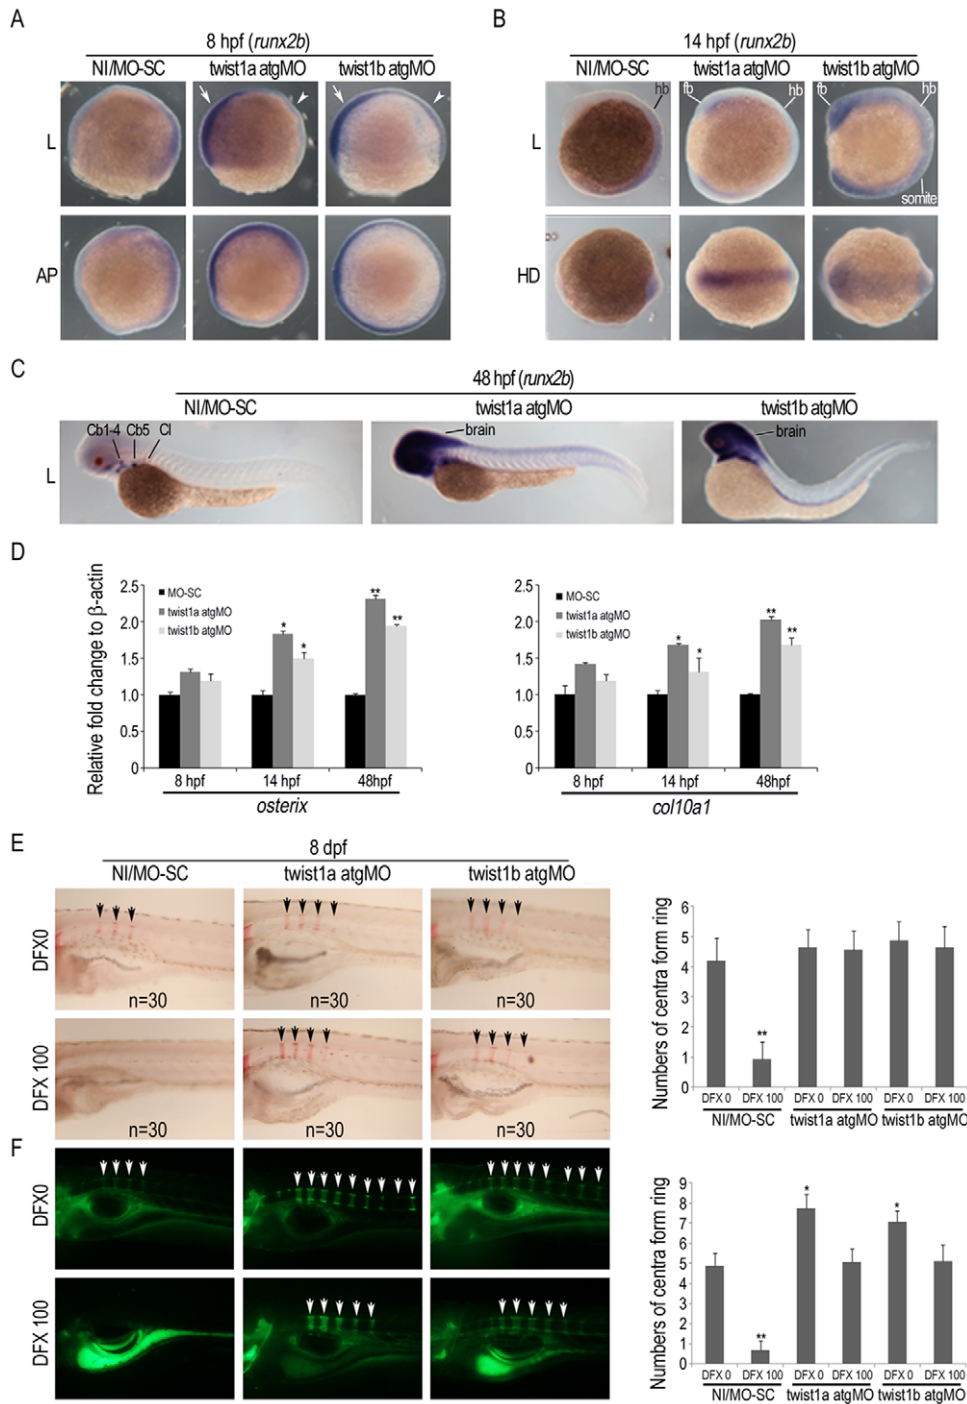 A
8 hpf (runx2b)
NI/MO-SC twist1a atgMO twist1b atgMO
L
AP
B
14 hpf (runx2b)
NI/MO-SC twist1a atgMO twist1b atgMO
hb fb hb fb hb
L
somite
HD
C
48 hpf (runx2b)
NI/MO-SC twist1a atgMO twist1b atgMO
Cb1-4 Cb5 Cl brain brain
L
D
Relative fold change to β-actin
2.5
2.0
1.5
1.0
0.5
0
MO-SC
twist1a atgMO
twist1b atgMO
* * ** **
8 hpf 14 hpf 48hpf
osterix
2.5
2.0
1.5
1.0
0.5
0
MO-SC
twist1a atgMO
twist1b atgMO
* * ** **
8 hpf 14 hpf 48hpf
col10a1
E
8 dpf
NI/MO-SC twist1a atgMO twist1b atgMO
DFX0
n=30 n=30 n=30
DFX 100
n=30 n=30 n=30
Numbers of centra form ring
6
5
4
3
2
1
0
**
DFX 0 DFX 100 DFX 0 DFX 100 DFX 0 DFX 100
NI/MO-SC twist1a atgMO twist1b atgMO
F
DFX0
DFX 100
Numbers of centra form ring
9
8
7
6
5
4
3
2
1
0
** * *
DFX 0 DFX 100 DFX 0 DFX 100 DFX 0 DFX 100
NI/MO-SC twist1a atgMO twist1b atgMO